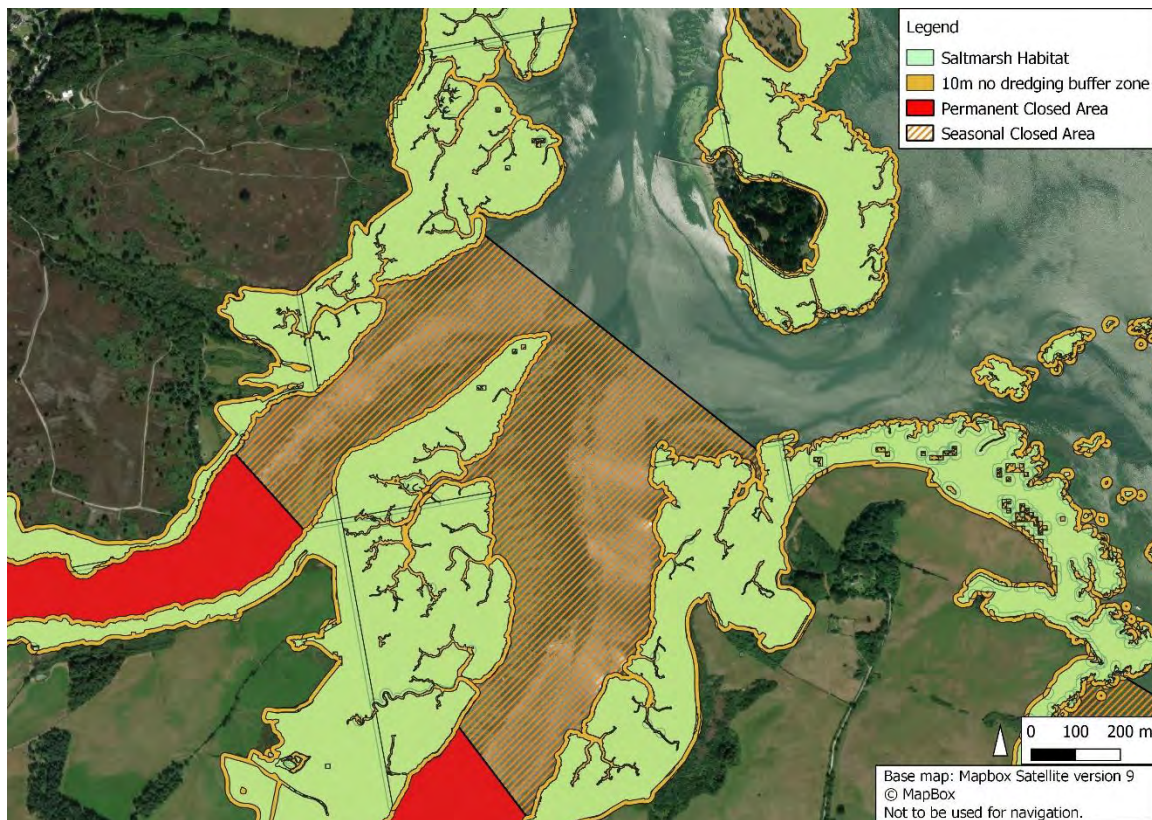 Legend
Saltmarsh Habitat
10m no dredging buffer zone
Permanent Closed Area
Seasonal Closed Area
0 100 200 m
Base map: Mapbox Satellite version 9
© MapBox
Not to be used for navigation.